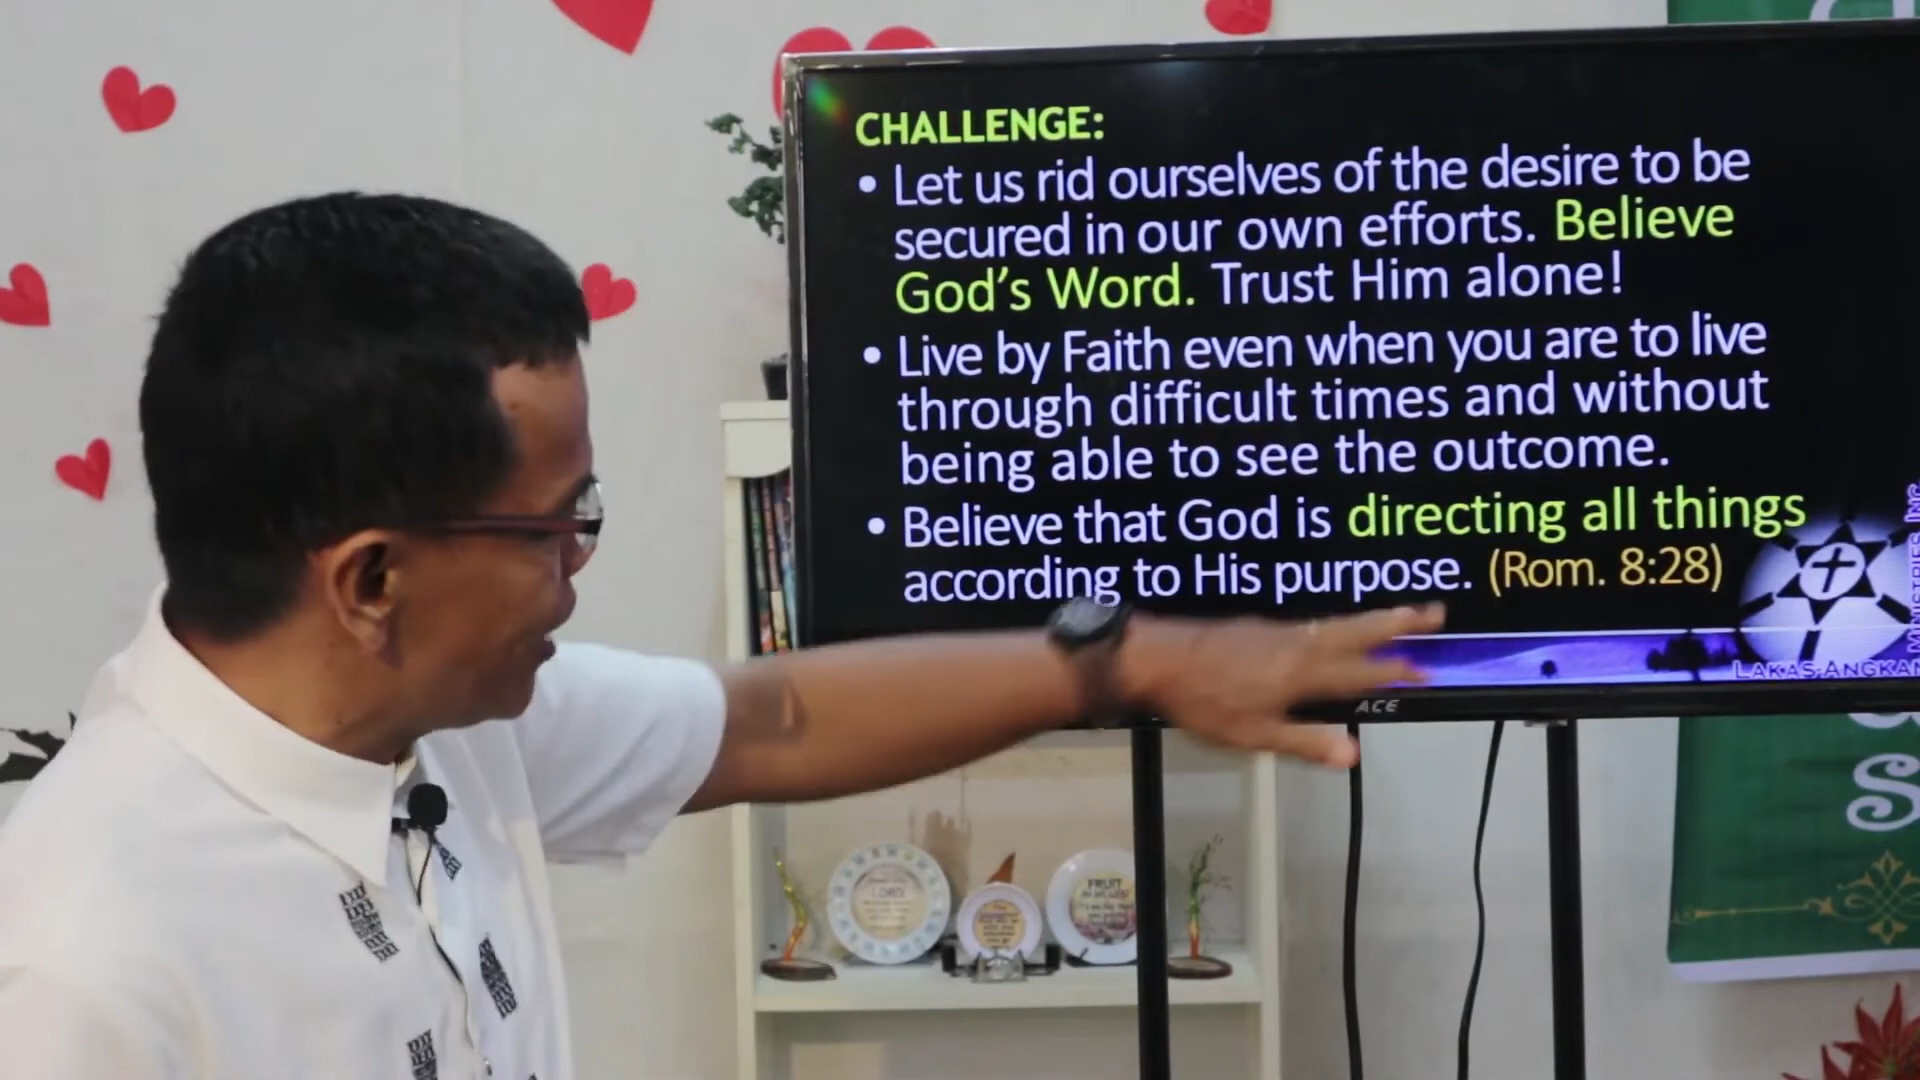 CHALLENGE:
• Let us rid ourselves of the desire to be
secured in our own efforts. Believe
God's Word. Trust Him alone!
• Live by Faith even when you are to live
through difficult times and without
being able to see the outcome.
• Believe that God is directing all things
according to His purpose. (Rom. 8:28)
LAKAS-ANGKAN
MINISTRIES INC
ACE
LORD
FRUIT